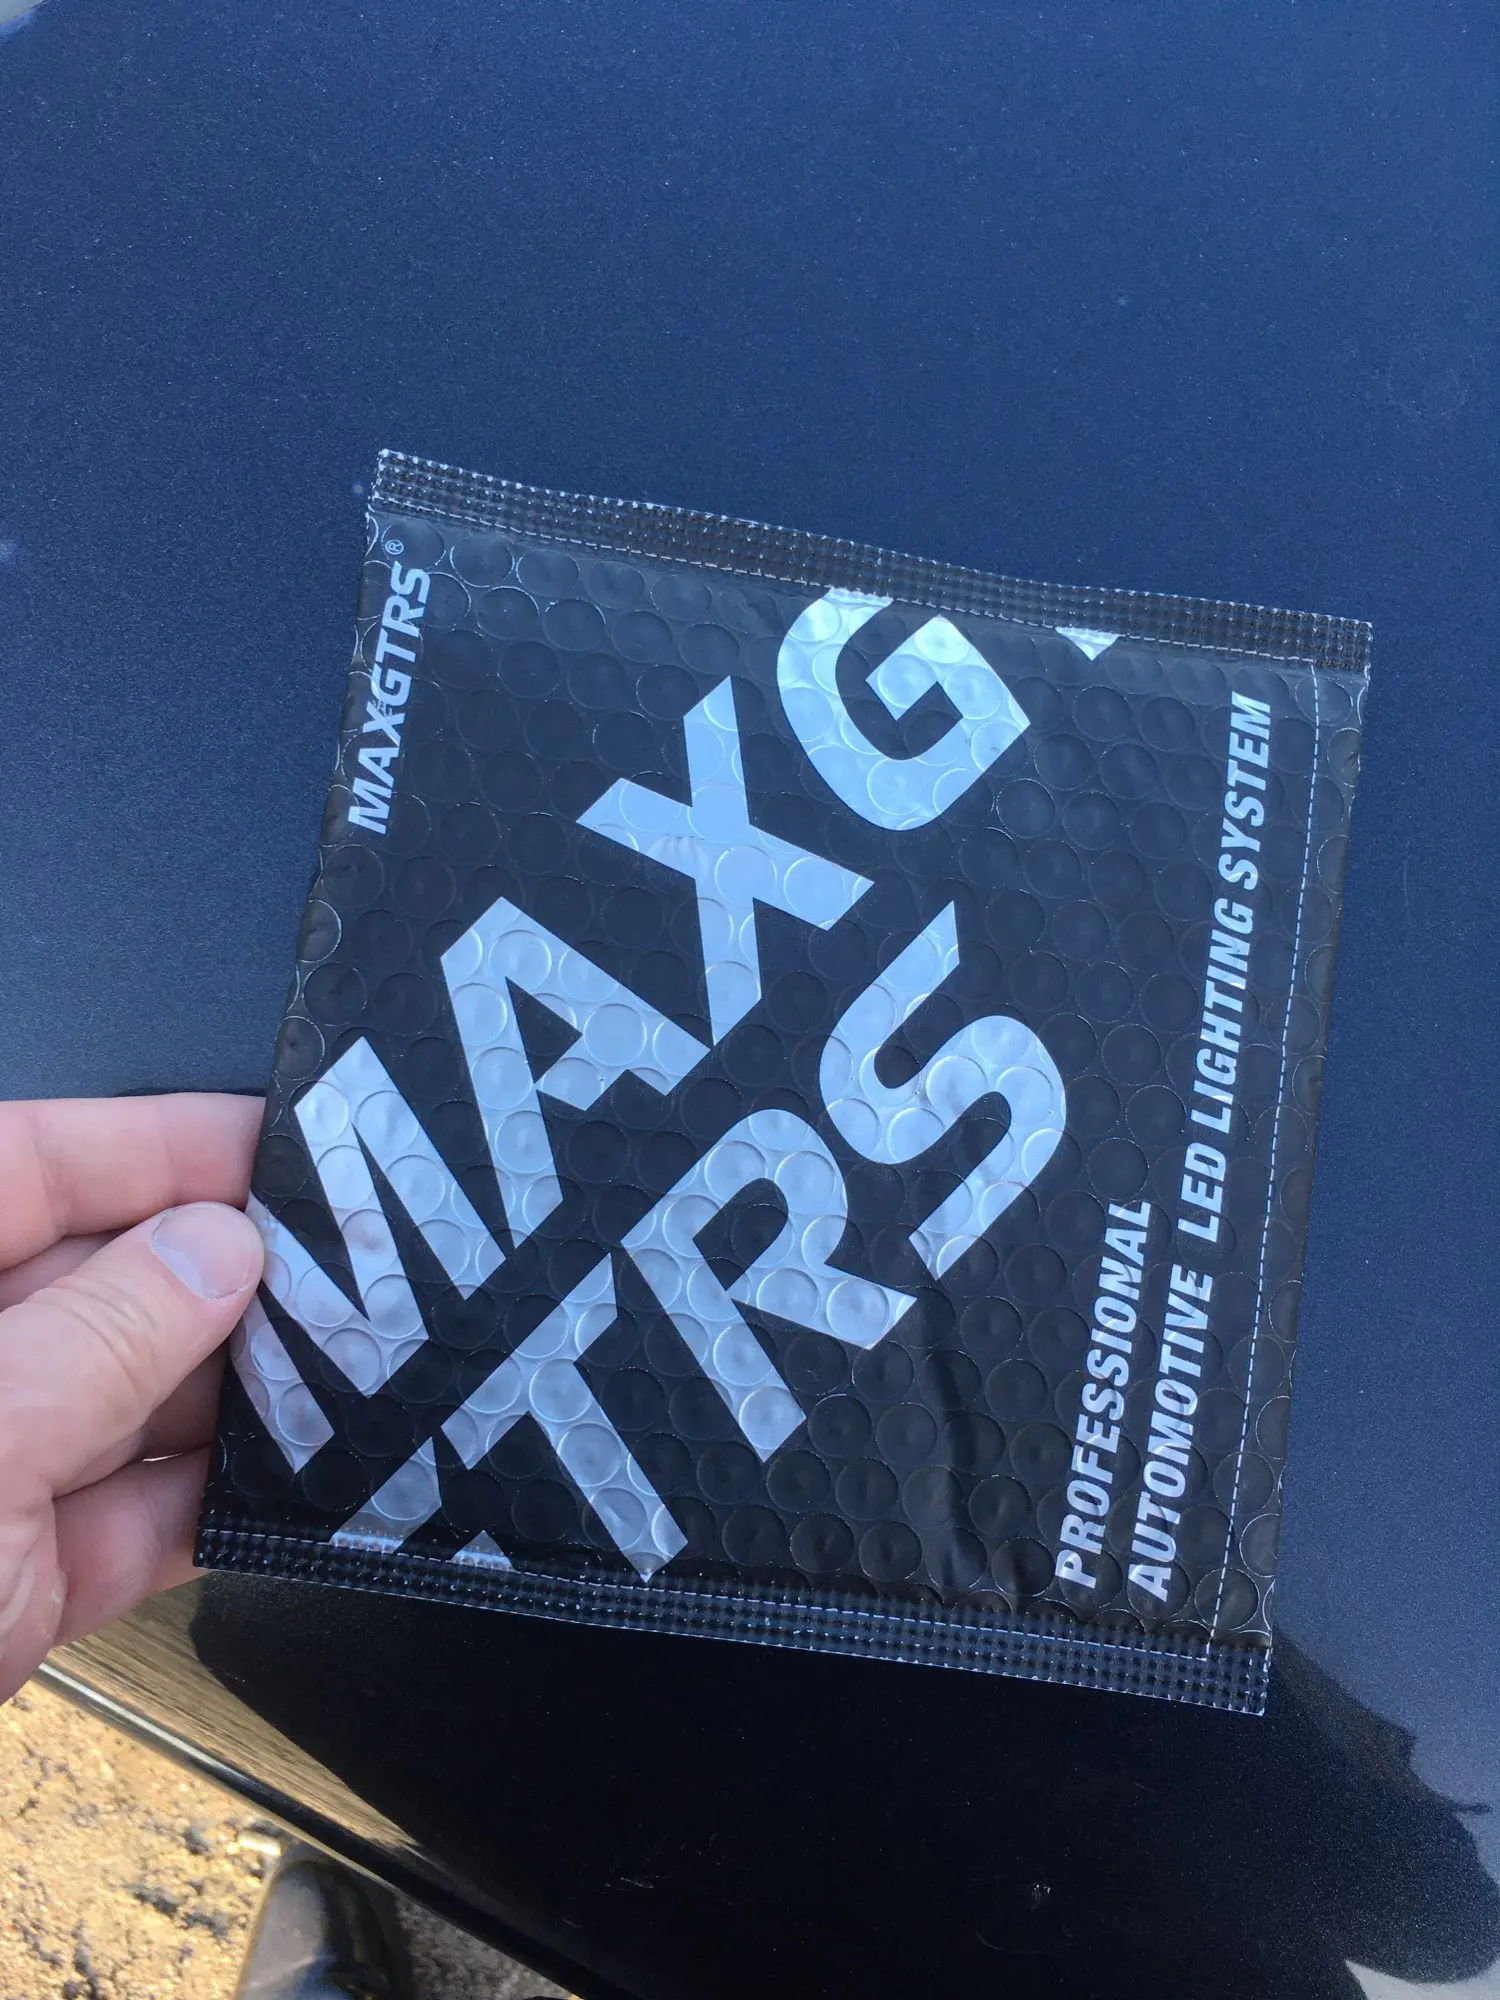 MAXGTRS®
MAXG
TRS
PROFESSIONAL
AUTOMOTIVE LED LIGHTING SYSTEM